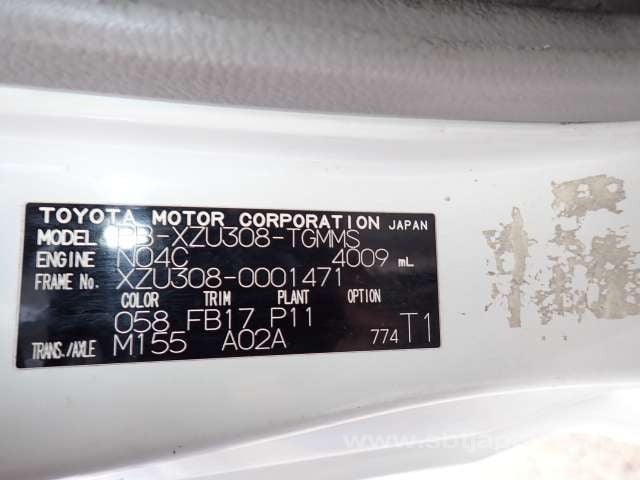 TOYOTA MOTOR CORPORATION JAPAN
MODEL PB-XZU308-TGMMS
ENGINE N04C 4009 mL
FRAME No. XZU308-0001471
COLOR TRIM PLANT OPTION
058 FB17 P11
TRANS./AXLE M155 A02A 774 T1